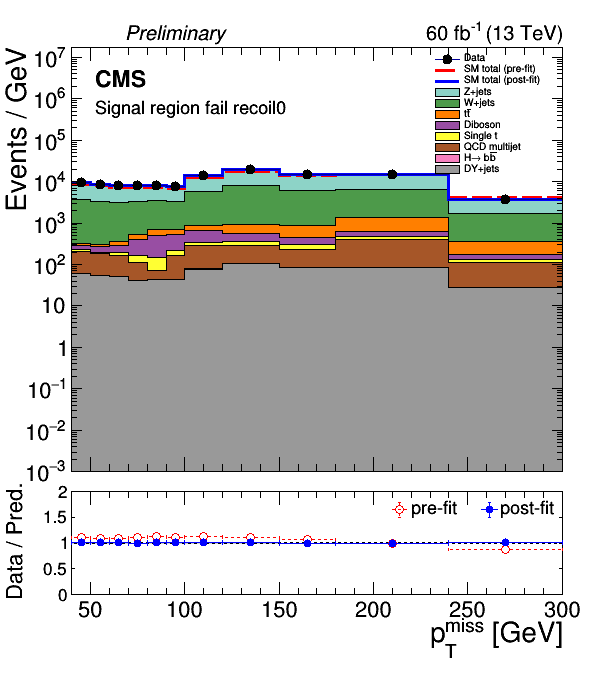 Preliminary
60 fb⁻¹ (13 TeV)
Events / GeV
10⁷
10⁶
10⁵
10⁴
10³
10²
10
1
10⁻¹
10⁻²
10⁻³
CMS
Signal region fail recoil0
Data
SM total (pre-fit)
SM total (post-fit)
Z+jets
W+jets
tt̅
Diboson
Single t
QCD multijet
H→ bb̅
DY+jets
Data / Pred.
2
1.5
1
0.5
0
pre-fit
post-fit
50 100 150 200 250 300
p_T^miss [GeV]